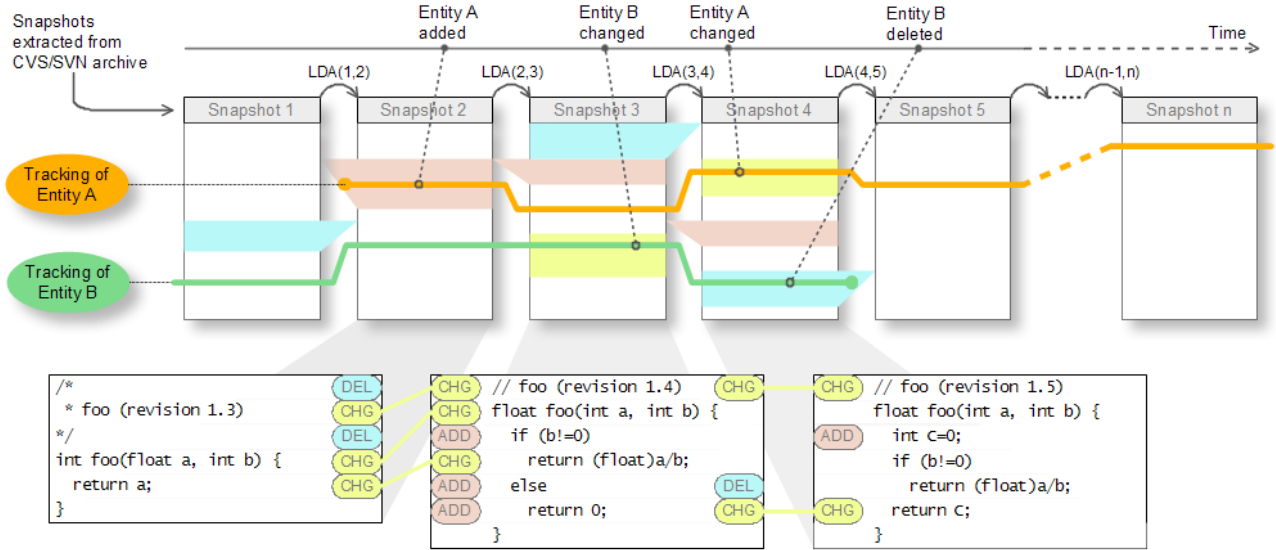 Snapshots
extracted from
CVS/SVN archive
Entity A
added
Entity B
changed
Entity A
changed
Entity B
deleted
Time
LDA(1,2)
LDA(2,3)
LDA(3,4)
LDA(4,5)
LDA(n-1,n)
Snapshot 1
Snapshot 2
Snapshot 3
Snapshot 4
Snapshot 5
Snapshot n
Tracking of
Entity A
Tracking of
Entity B
/* DEL
* foo (revision 1.3) CHG
*/ DEL
int foo(float a, int b) { CHG
return a; CHG
}
CHG // foo (revision 1.4) CHG
CHG float foo(int a, int b) {
ADD if (b!=0)
CHG return (float)a/b;
ADD else DEL
ADD return 0; CHG
}
CHG // foo (revision 1.5)
float foo(int a, int b) {
ADD int c=0;
if (b!=0)
return (float)a/b;
CHG return c;
}